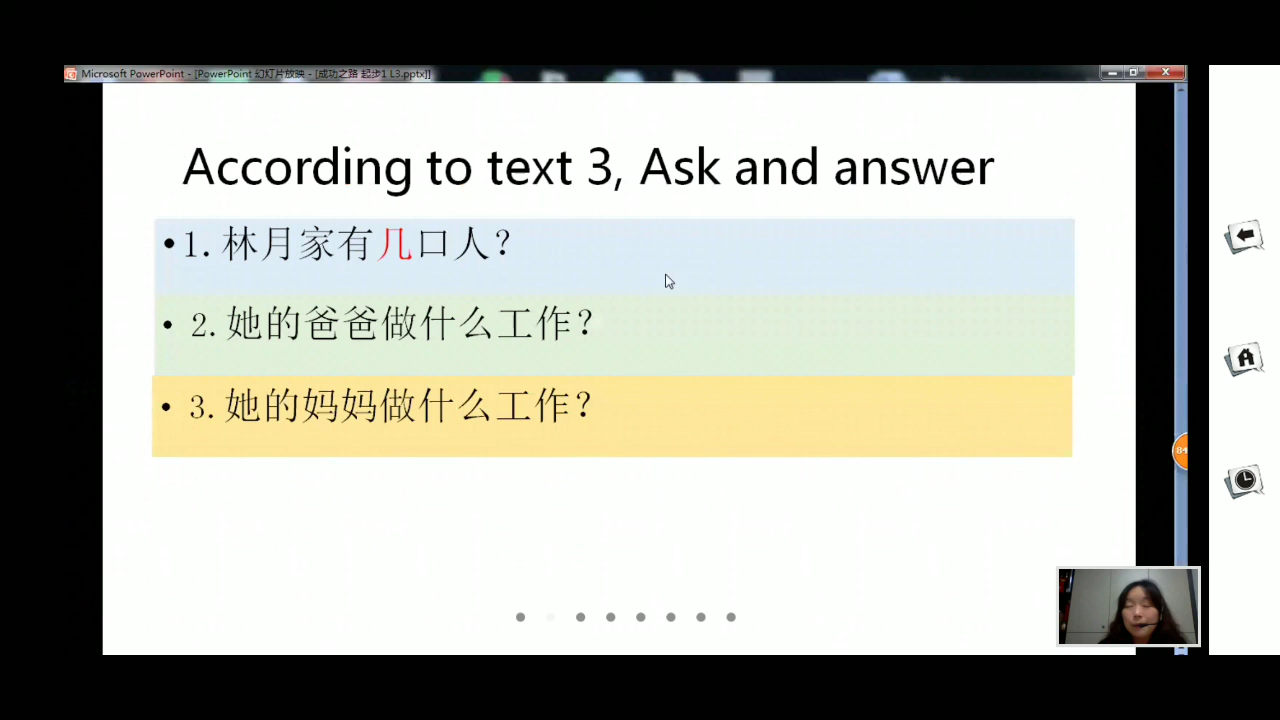 Microsoft PowerPoint - [PowerPoint 幻灯片放映 - [成功之路 起步1 L3.pptx]]
According to text 3, Ask and answer
•1. 林月家有几口人?
• 2. 她的爸爸做什么工作?
• 3. 她的妈妈做什么工作?